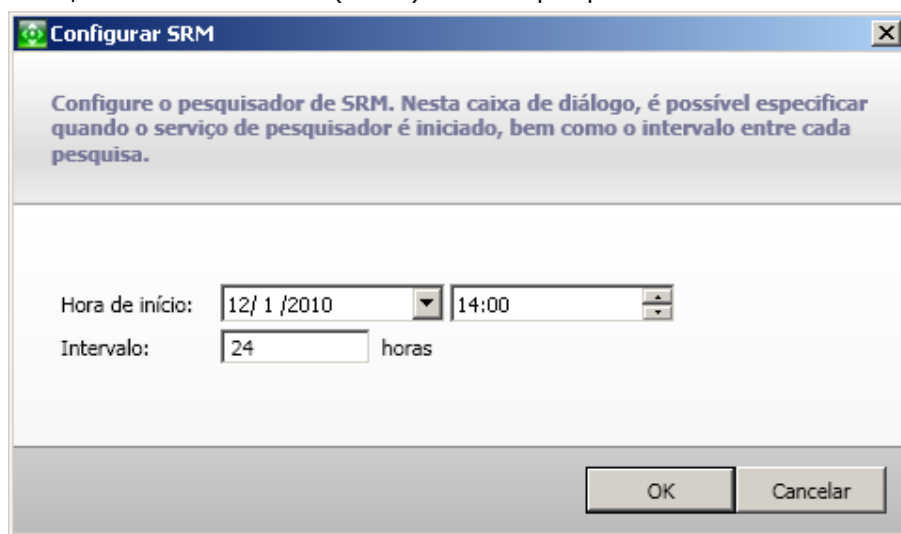 Configurar SRM
Configure o pesquisador de SRM. Nesta caixa de diálogo, é possível especificar
quando o serviço de pesquisador é iniciado, bem como o intervalo entre cada
pesquisa.
Hora de início: 12/ 1 /2010 14:00
Intervalo: 24 horas
OK Cancelar